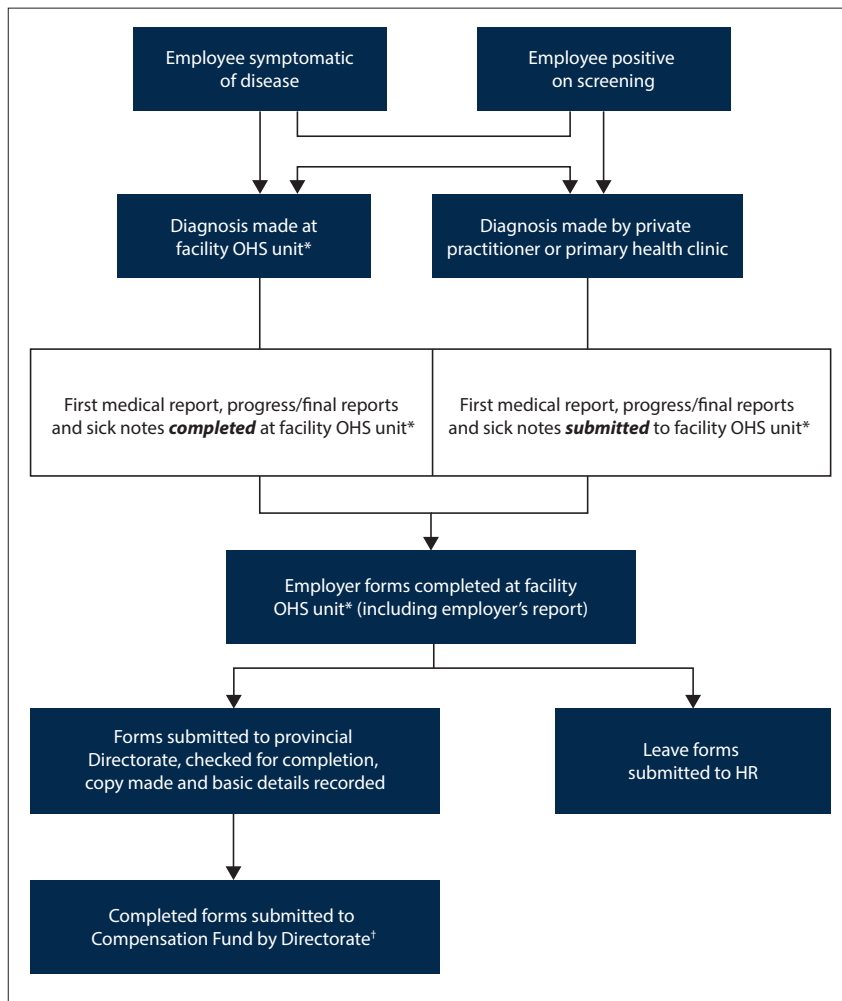 Employee symptomatic
of disease
Employee positive
on screening
Diagnosis made at
facility OHS unit*
Diagnosis made by private
practitioner or primary health clinic
First medical report, progress/final reports
and sick notes completed at facility OHS unit*
First medical report, progress/final reports
and sick notes submitted to facility OHS unit*
Employer forms completed at facility
OHS unit* (including employer’s report)
Forms submitted to provincial
Directorate, checked for completion,
copy made and basic details recorded
Leave forms
submitted to HR
Completed forms submitted to
Compensation Fund by Directorate†